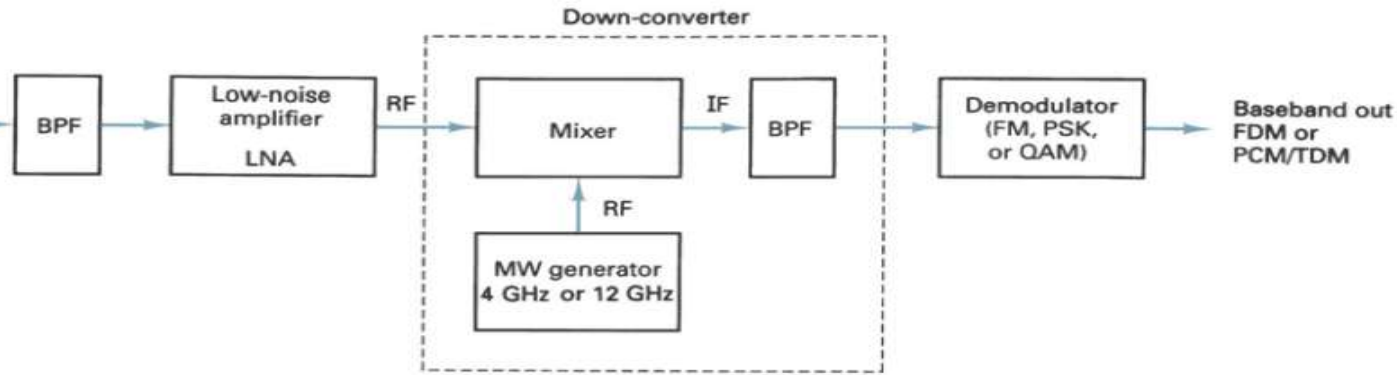 Down-converter
BPF
Low-noise
amplifier
LNA
RF
Mixer
IF
BPF
Demodulator
(FM, PSK,
or QAM)
Baseband out
FDM or
PCM/TDM
RF
MW generator
4 GHz or 12 GHz